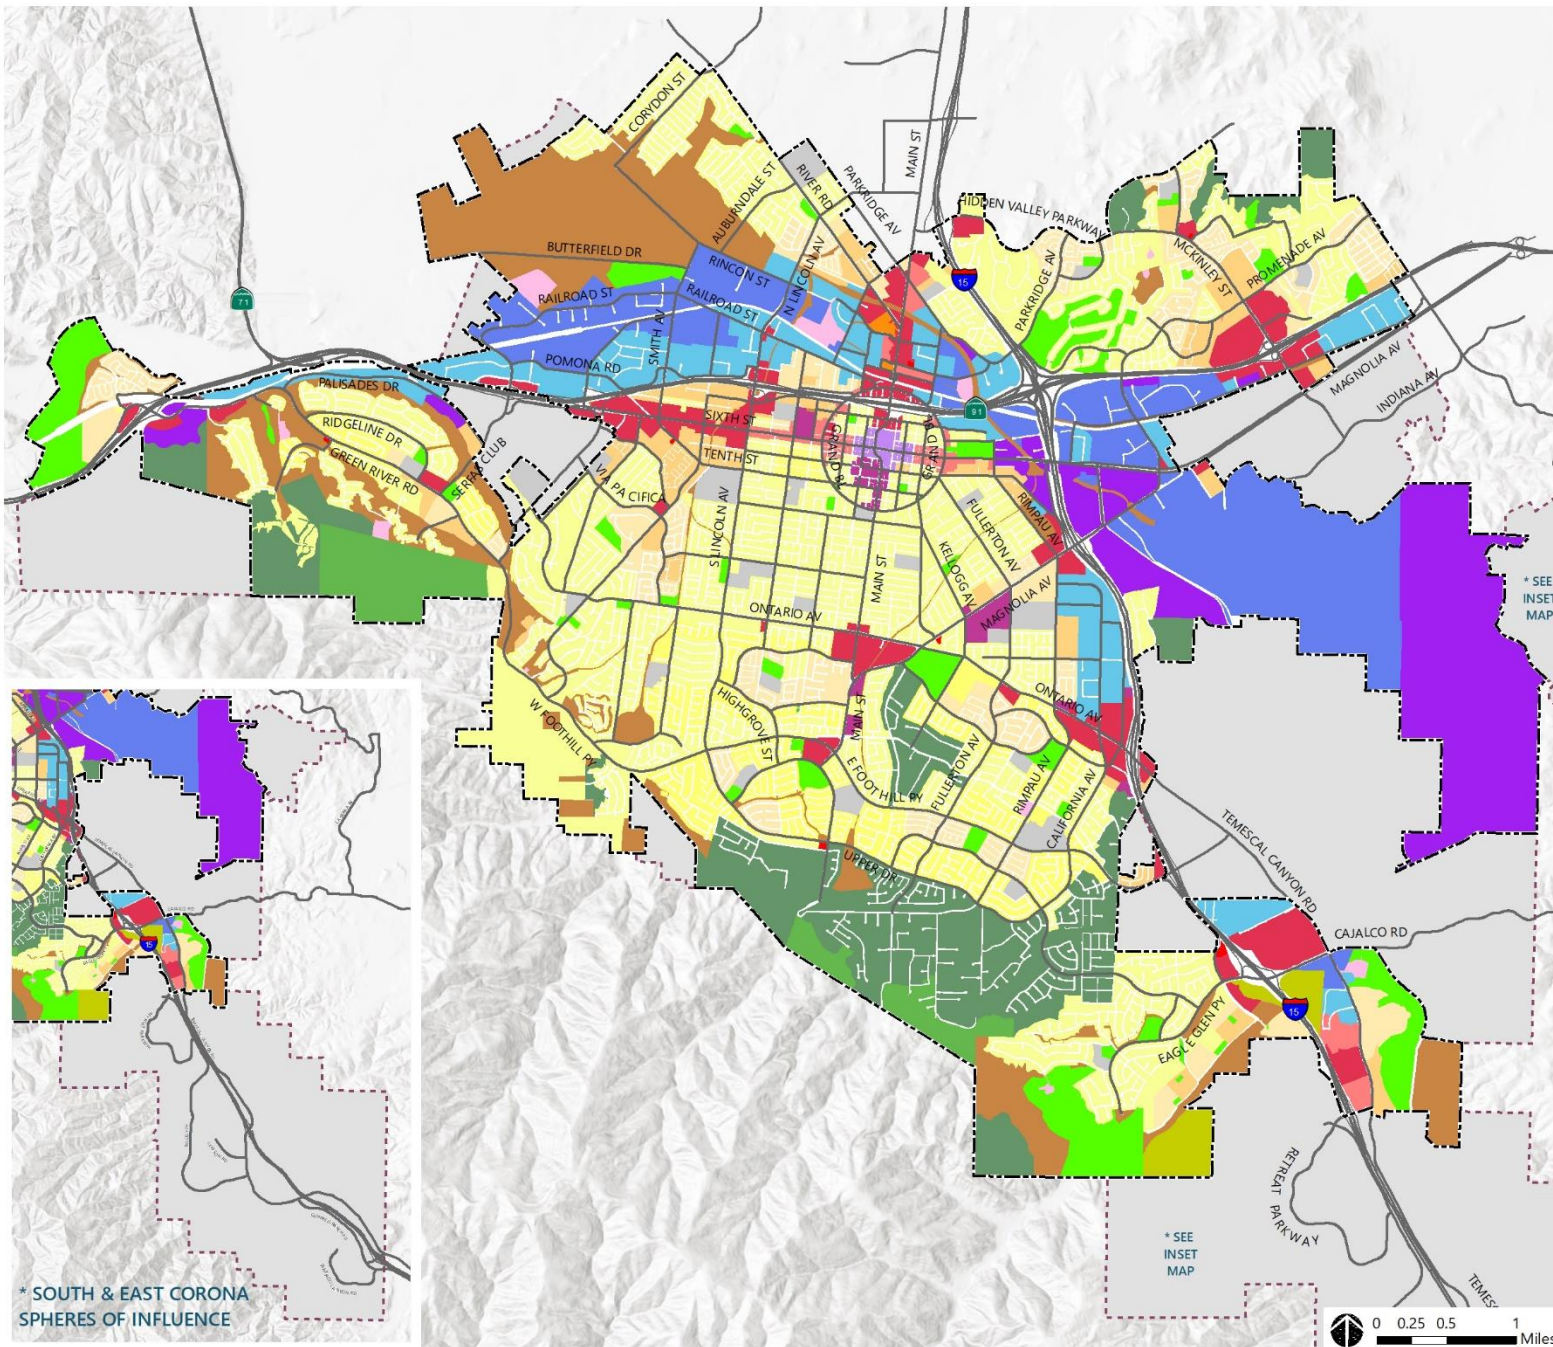 CORYDON ST
MAIN ST
RIVER RD
PARKRIDGE AV
AUBURNDALE ST
HIDDEN VALLEY PARKWAY
BUTTERFIELD DR
RINCON ST
N LINCOLN AV
MCKINLEY ST
PROMENADE AV
PARKRIDGE AV
15
71
RAILROAD ST
RAILROAD ST
SMITH AV
POMONA RD
MAGNOLIA AV
INDIANA AV
PALISADES DR
91
SIXTH ST
GRAND BL
GRAND BL
RIDGELINE DR
TENTH ST
GREEN RIVER RD
SERFAS CLUB
VIA PACIFICA
S LINCOLN AV
RIMPAU AV
FULLERTON AV
KELLOGG AV
MAIN ST
MAGNOLIA AV
ONTARIO AV
* SEE
INSET
MAP
HIGHGROVE ST
MAIN ST
ONTARIO AV
W FOOTHILL PY
E FOOTHILL PY
FULLERTON AV
RIMPAU AV
CALIFORNIA AV
UPPER DR
TEMESCAL CANYON RD
CAJALCO RD
EAGLE GLEN PY
15
15
RETREAT PARKWAY
* SEE
INSET
MAP
* SOUTH & EAST CORONA
SPHERES OF INFLUENCE
0 0.25 0.5 1
Miles